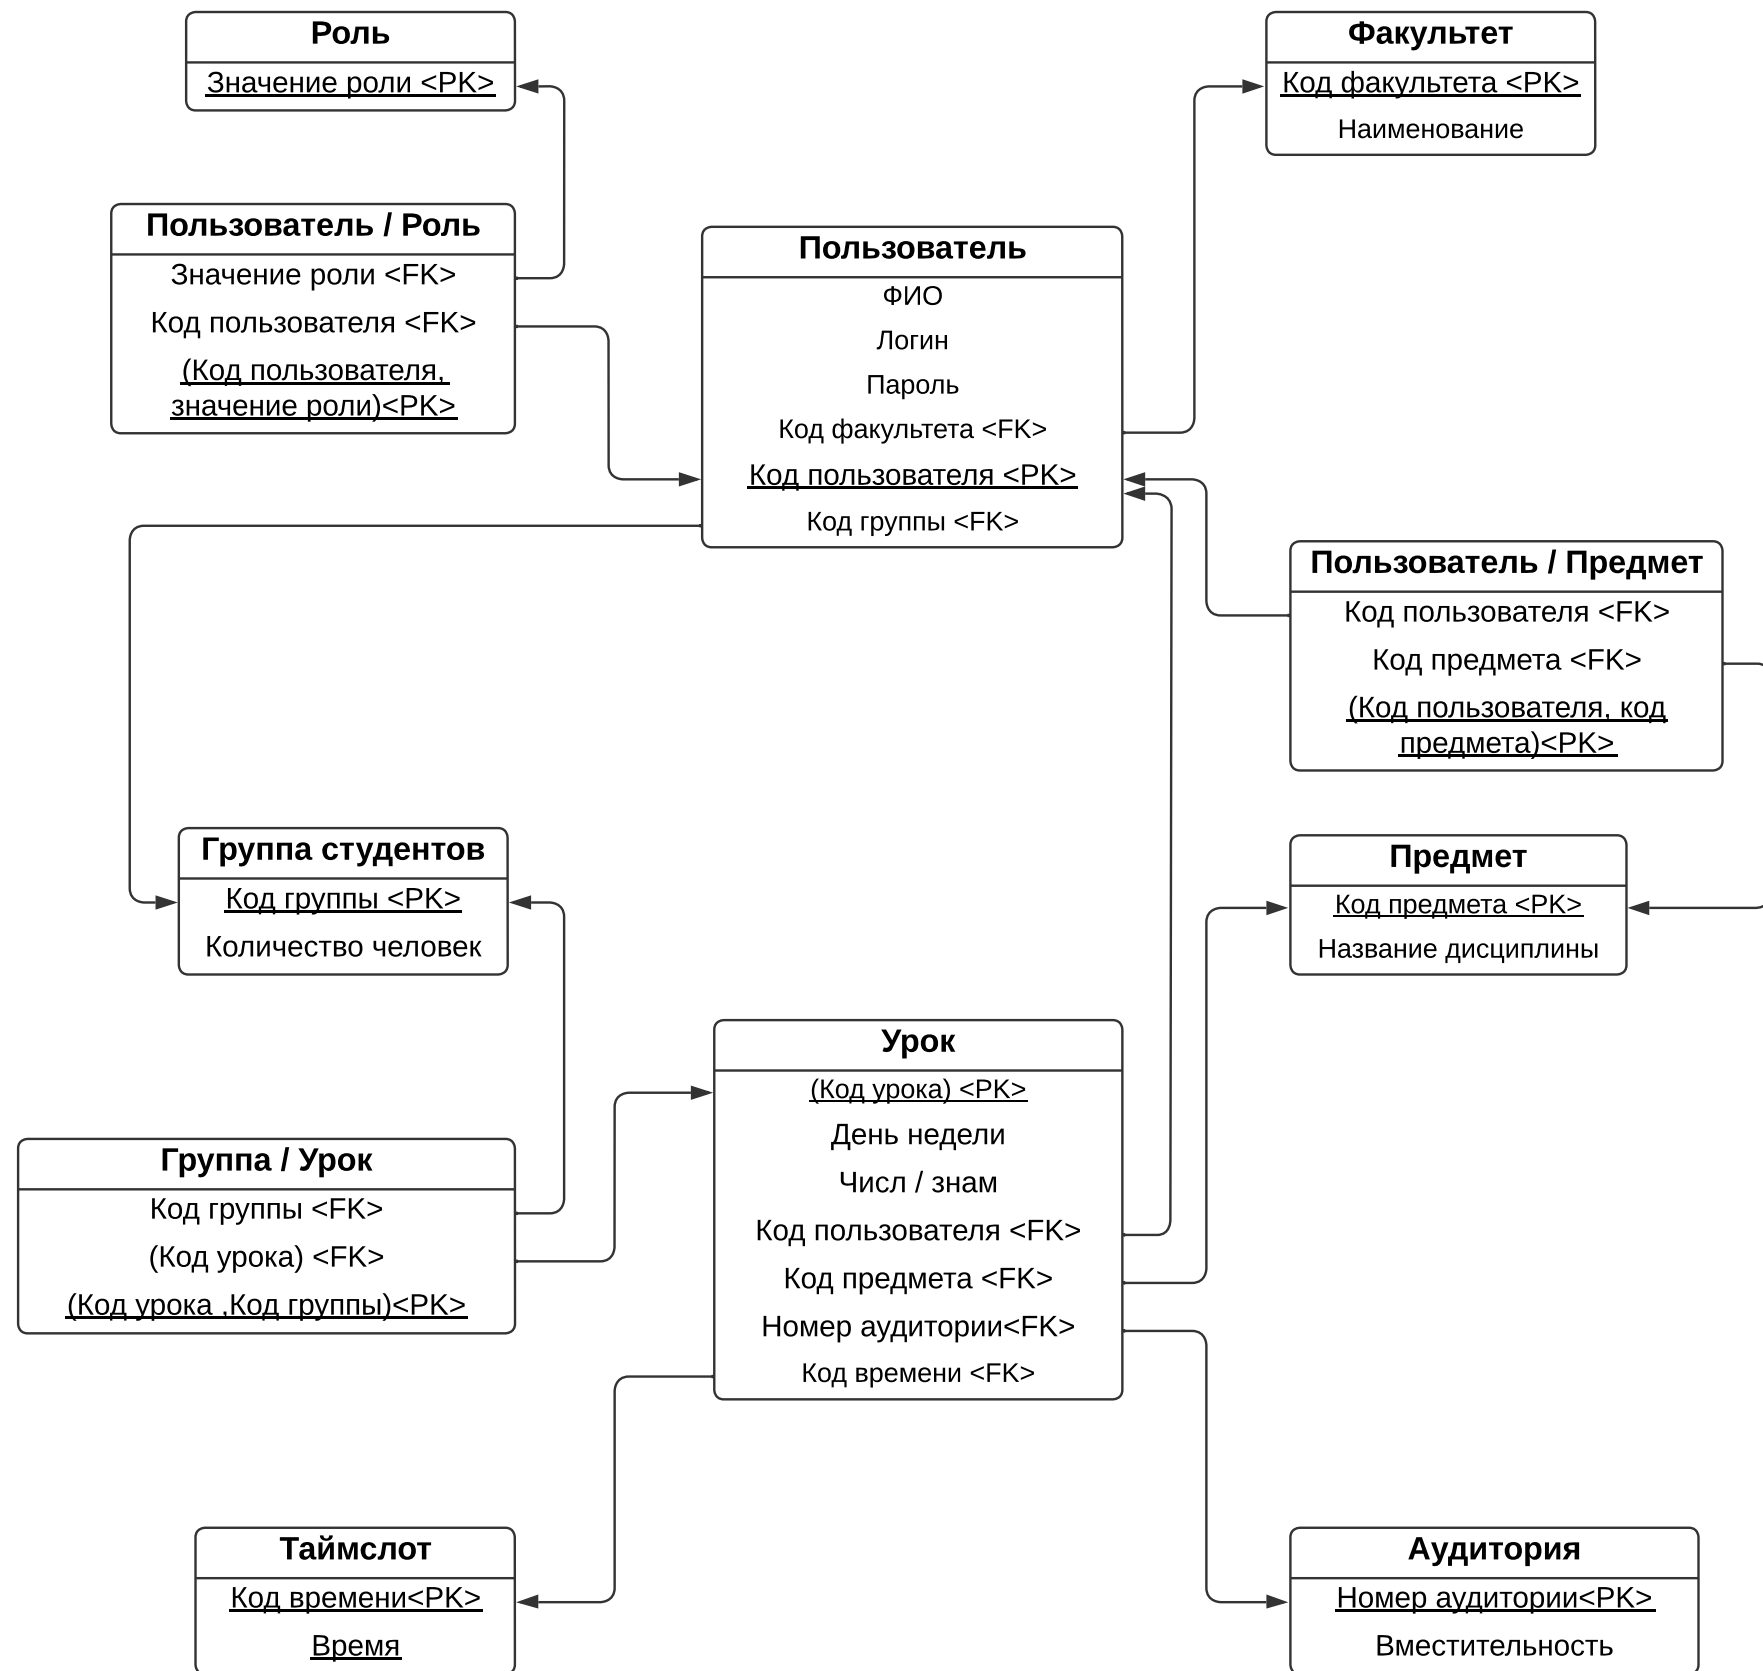 Роль
Значение роли <PK>
Факультет
Код факультета <PK>
Наименование
Пользователь / Роль
Значение роли <FK>
Код пользователя <FK>
(Код пользователя,
значение роли)<PK>
Пользователь
ФИО
Логин
Пароль
Код факультета <FK>
Код пользователя <PK>
Код группы <FK>
Пользователь / Предмет
Код пользователя <FK>
Код предмета <FK>
(Код пользователя, код
предмета)<PK>
Группа студентов
Код группы <PK>
Количество человек
Предмет
Код предмета <PK>
Название дисциплины
Урок
(Код урока) <PK>
День недели
Числ / знам
Код пользователя <FK>
Код предмета <FK>
Номер аудитории<FK>
Код времени <FK>
Группа / Урок
Код группы <FK>
(Код урока) <FK>
(Код урока ,Код группы)<PK>
Таймслот
Код времени<PK>
Время
Аудитория
Номер аудитории<PK>
Вместительность